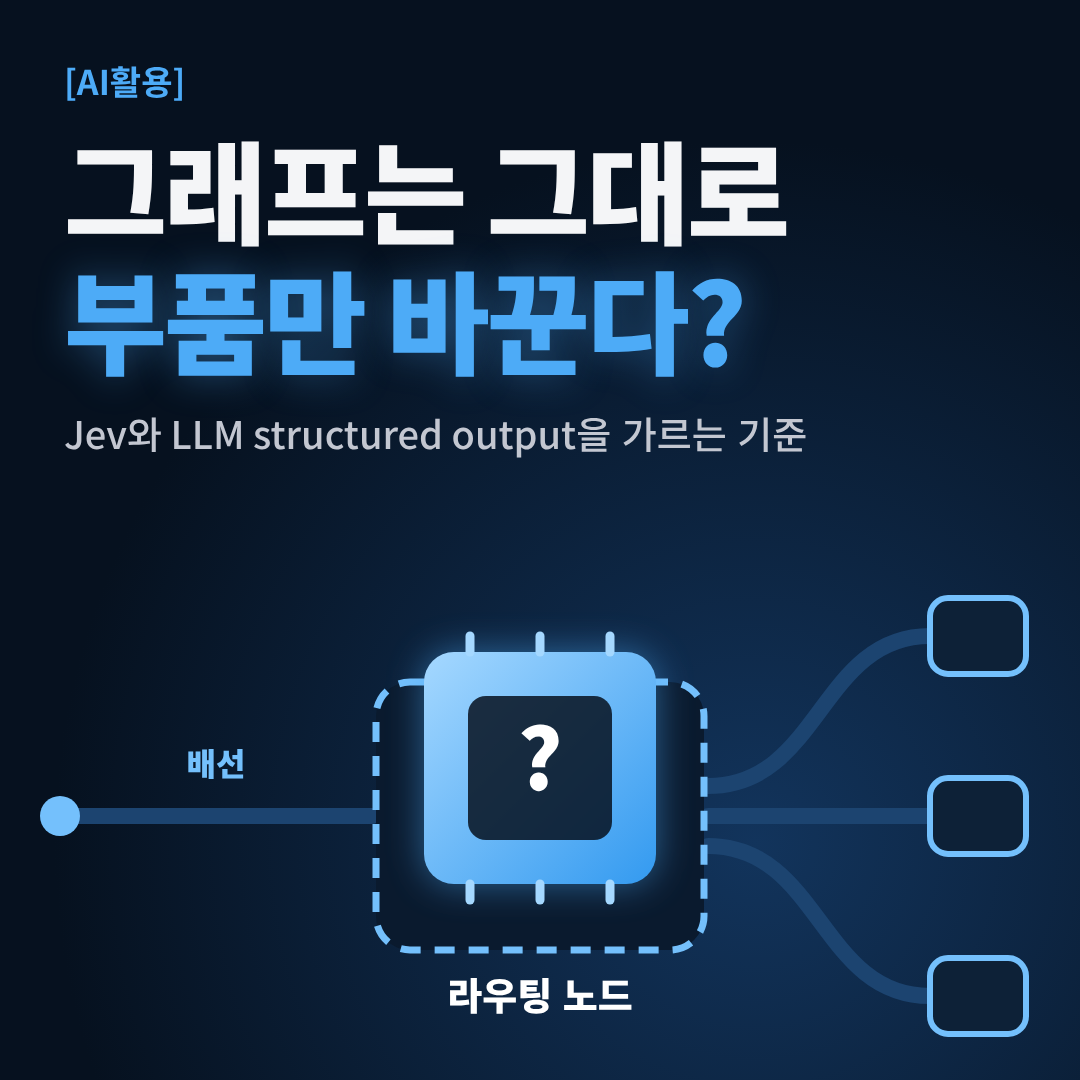 [AI활용]
그래프는 그대로
부품만 바꾼다?
Jev와 LLM structured output을 가르는 기준
배선
?
라우팅 노드